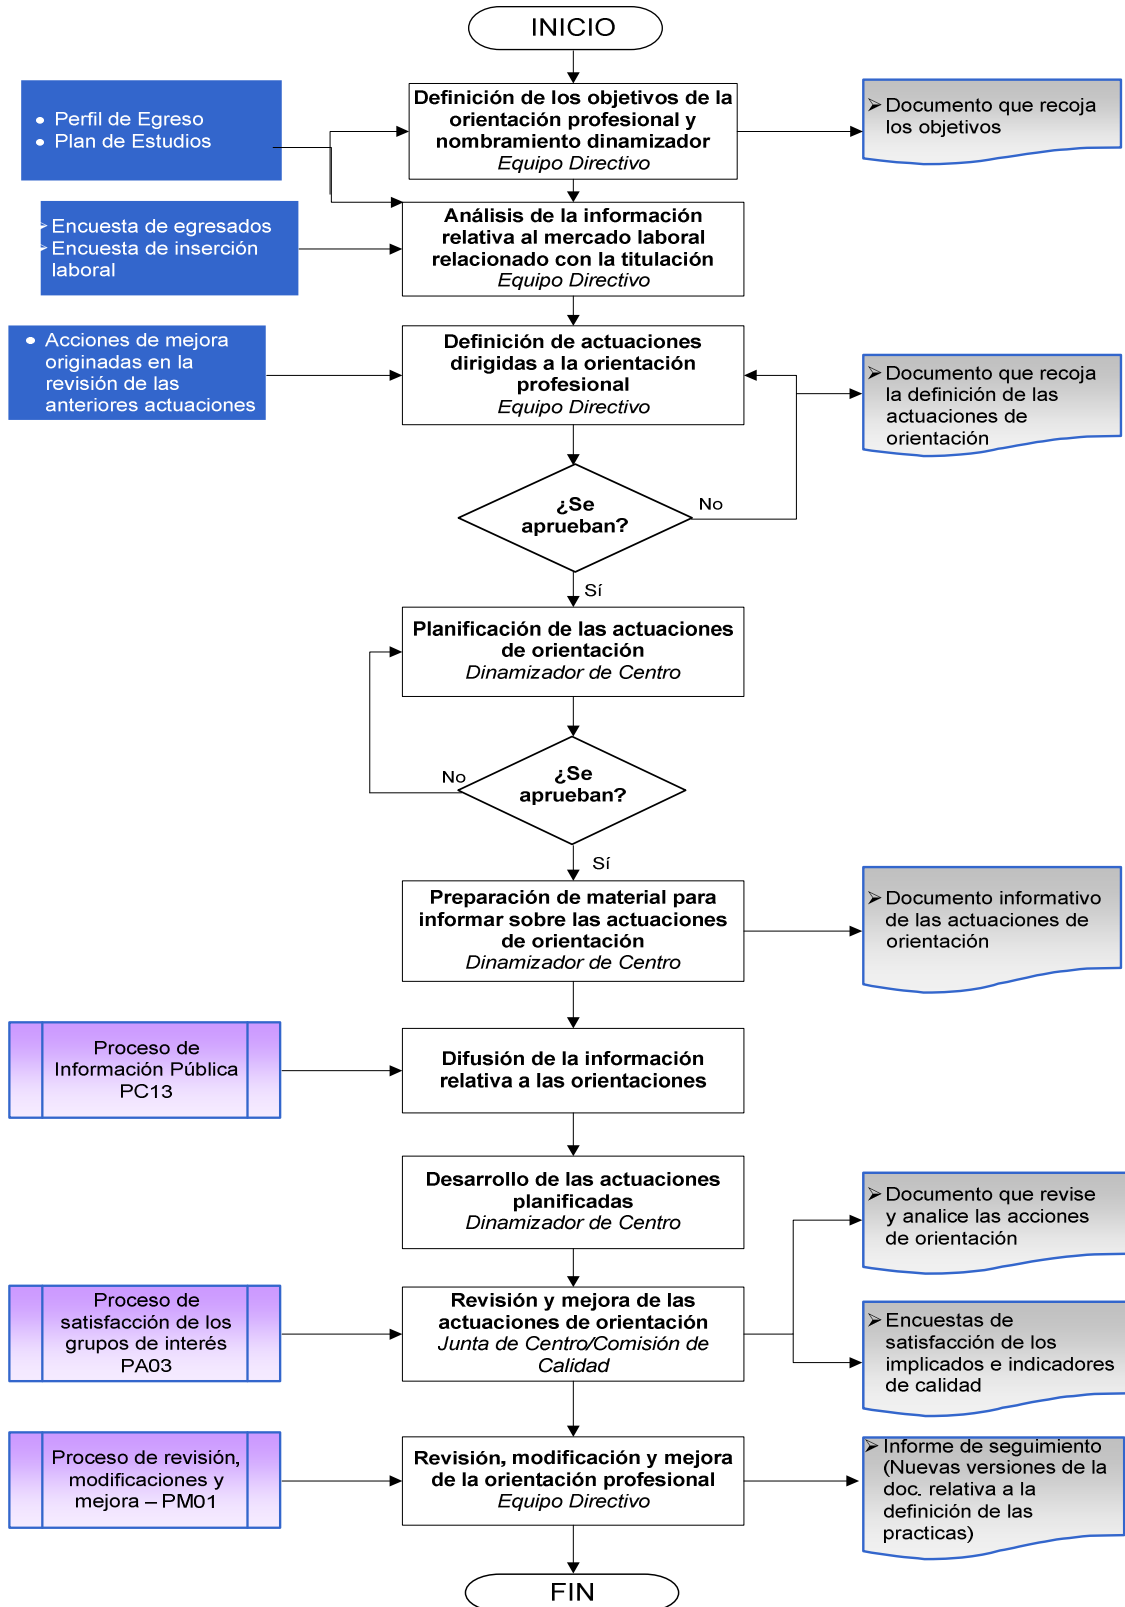 INICIO
• Perfil de Egreso
• Plan de Estudios
Definición de los objetivos de la
orientación profesional y
nombramiento dinamizador
Equipo Directivo
➢ Documento que recoja
los objetivos
➢ Encuesta de egresados
➢ Encuesta de inserción
laboral
Análisis de la información
relativa al mercado laboral
relacionado con la titulación
Equipo Directivo
• Acciones de mejora
originadas en la
revisión de las
anteriores actuaciones
Definición de actuaciones
dirigidas a la orientación
profesional
Equipo Directivo
➢ Documento que recoja
la definición de las
actuaciones de
orientación
¿Se
aprueban?
No
Sí
Planificación de las actuaciones
de orientación
Dinamizador de Centro
¿Se
aprueban?
No
Sí
Preparación de material para
informar sobre las actuaciones
de orientación
Dinamizador de Centro
➢ Documento informativo
de las actuaciones de
orientación
Proceso de
Información Pública
PC13
Difusión de la información
relativa a las orientaciones
Desarrollo de las actuaciones
planificadas
Dinamizador de Centro
➢ Documento que revise
y analice las acciones
de orientación
Proceso de
satisfacción de los
grupos de interés
PA03
Revisión y mejora de las
actuaciones de orientación
Junta de Centro/Comisión de
Calidad
➢ Encuestas de
satisfacción de los
implicados e indicadores
de calidad
Proceso de revisión,
modificaciones y
mejora – PM01
Revisión, modificación y mejora
de la orientación profesional
Equipo Directivo
➢ Informe de seguimiento
(Nuevas versiones de la
doc. relativa a la
definición de las
practicas)
FIN